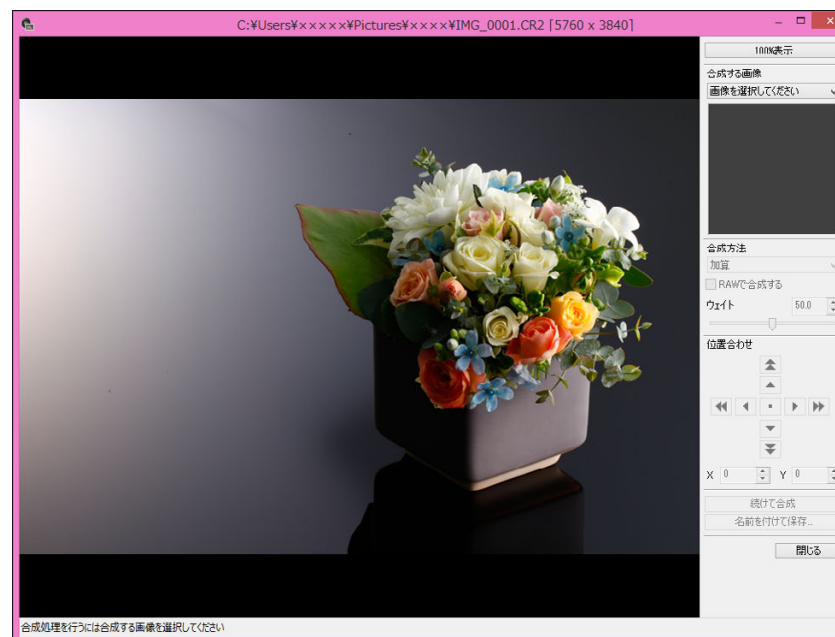 C:¥Users¥×××××¥Pictures¥××××¥IMG_0001.CR2 [5760 x 3840]
100%表示
合成する画像
画像を選択してください
合成方法
加算
RAWで合成する
ウェイト 50.0
位置合わせ
X 0 Y 0
続けて合成
名前を付けて保存...
閉じる
合成処理を行うには合成する画像を選択してください